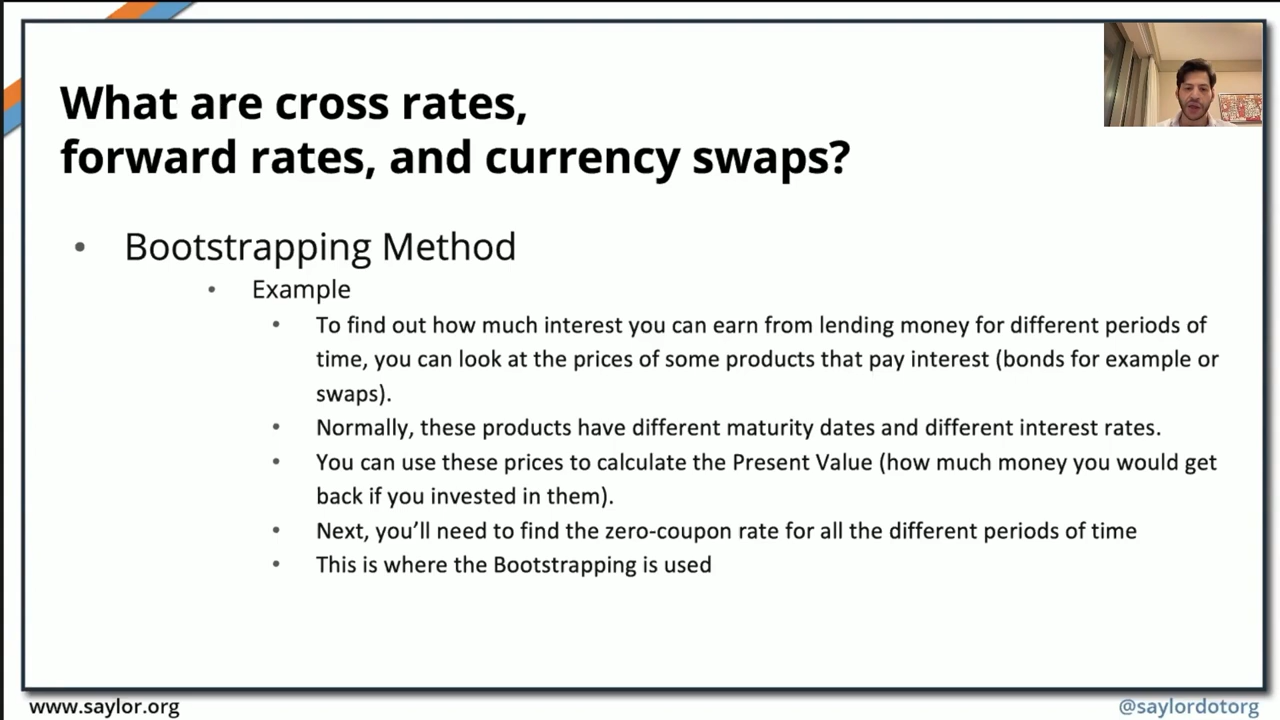 What are cross rates,
forward rates, and currency swaps?
• Bootstrapping Method
• Example
• To find out how much interest you can earn from lending money for different periods of
time, you can look at the prices of some products that pay interest (bonds for example or
swaps).
• Normally, these products have different maturity dates and different interest rates.
• You can use these prices to calculate the Present Value (how much money you would get
back if you invested in them).
• Next, you’ll need to find the zero-coupon rate for all the different periods of time
• This is where the Bootstrapping is used
www.saylor.org
@saylordotorg